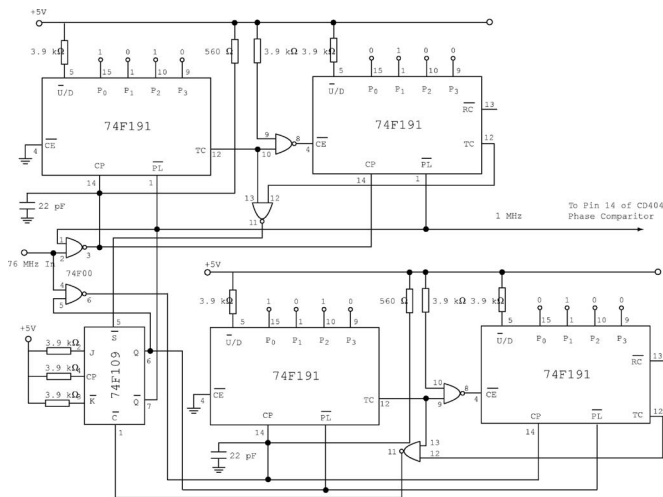 +5V
3.9 kΩ
1 0 1 0
560 Ω
3.9 kΩ 3.9 kΩ
0 1 0 0
5 15 1 10 9
U/D P0 P1 P2 P3
74F191
4 CE
TC 12
CP PL
14 1
22 pF
9
10
8
5 15 1 10 9
U/D P0 P1 P2 P3
RC 13
74F191
4 CE
TC 12
CP PL
14 1
13 12
11
1 MHz
To Pin 14 of CD404
Phase Comparitor
76 MHz In
1
2
3
74F00
4
5
6
+5V
3.9 kΩ 2
3.9 kΩ 4
3.9 kΩ
5
S
J Q 6
CP
K Q 7
C
1
74F109
+5V
3.9 kΩ
0 1 1 0
560 Ω
3.9 kΩ 3.9 kΩ
0 1 0 0
5 15 1 10 9
U/D P0 P1 P2 P3
74F191
4 CE
TC 12
CP PL
14 1
22 pF
10
9
8
5 15 1 10 9
U/D P0 P1 P2 P3
RC 13
74F191
4 CE
TC 12
CP PL
14 1
11
13
12